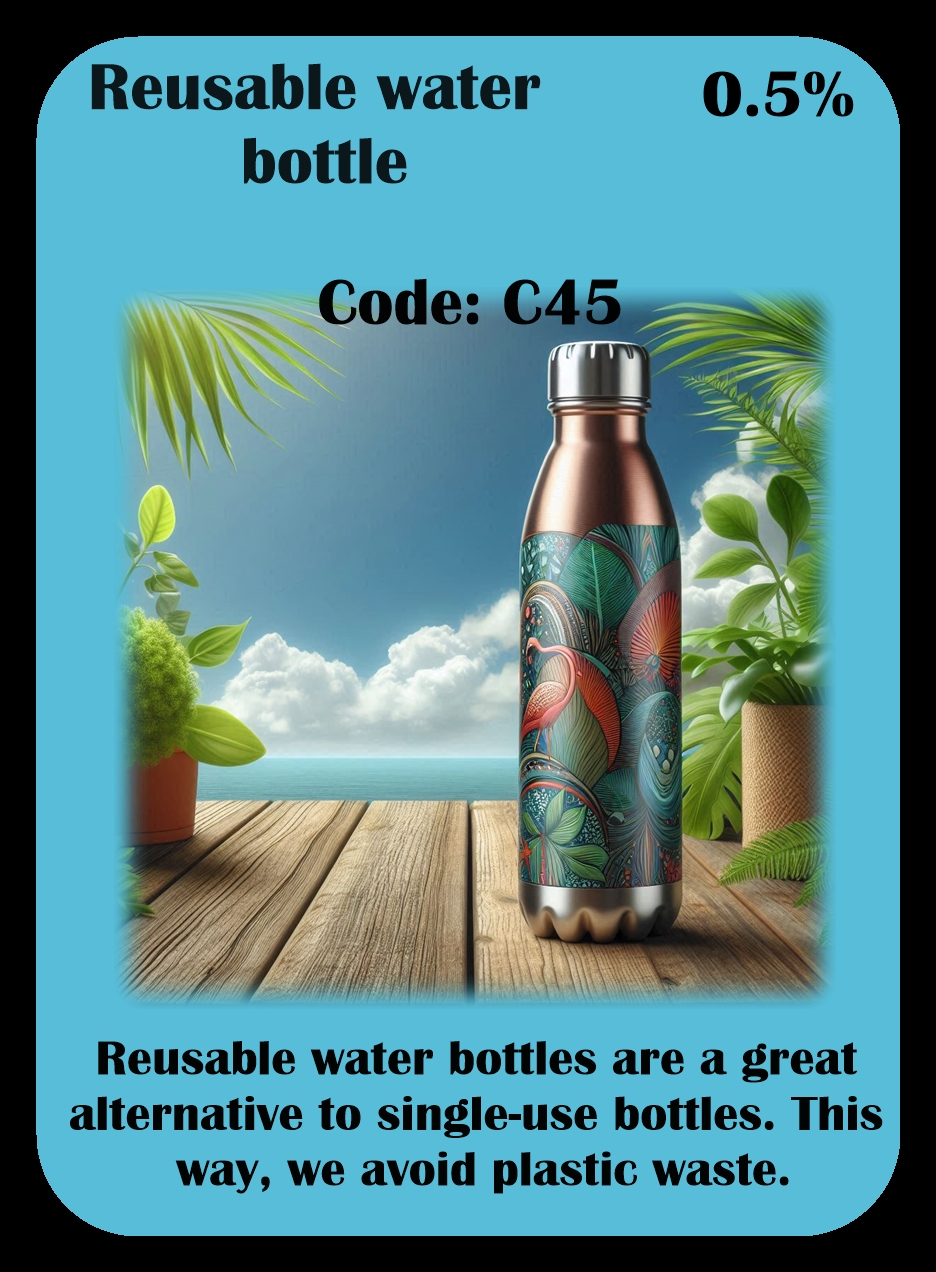 Reusable water
bottle
0.5%
Code: C45
Reusable water bottles are a great
alternative to single-use bottles. This
way, we avoid plastic waste.